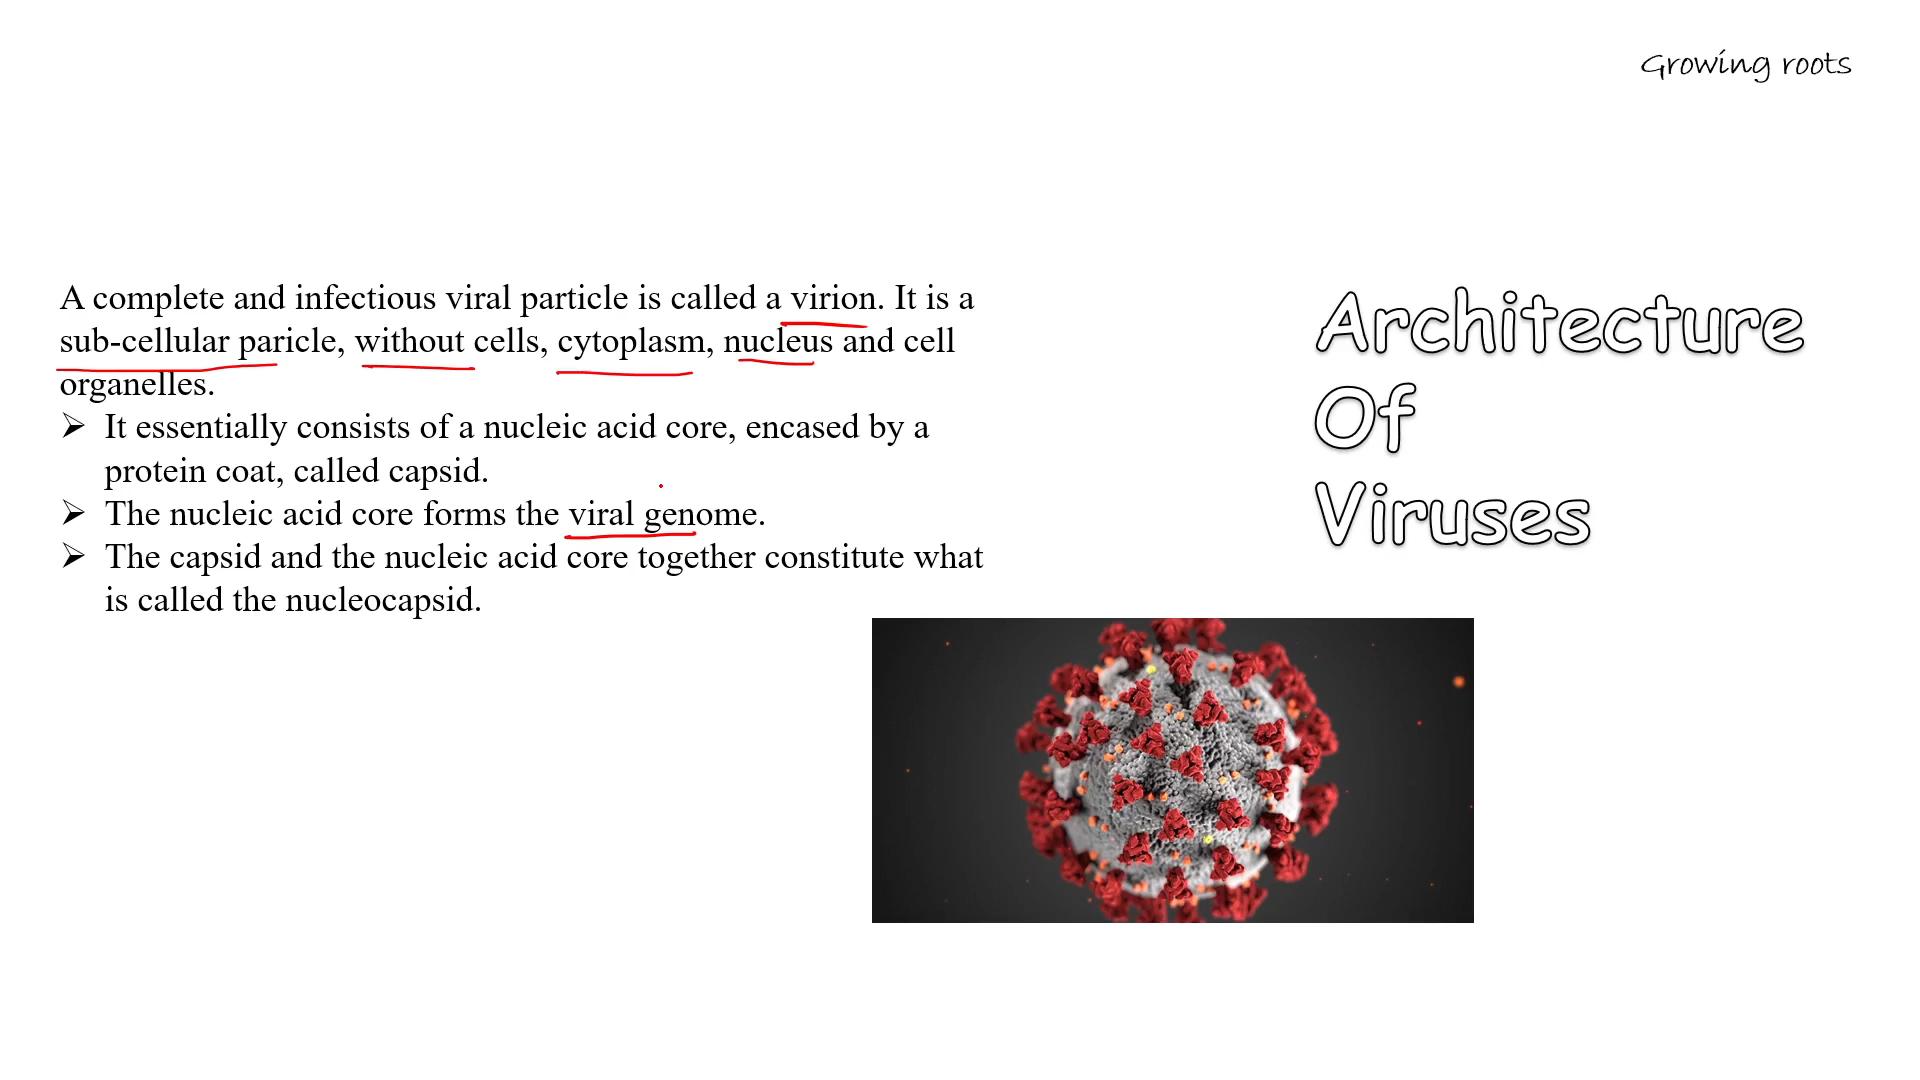 Growing roots
A complete and infectious viral particle is called a virion. It is a
sub-cellular paricle, without cells, cytoplasm, nucleus and cell
organelles.
➢ It essentially consists of a nucleic acid core, encased by a
protein coat, called capsid.
➢ The nucleic acid core forms the viral genome.
➢ The capsid and the nucleic acid core together constitute what
is called the nucleocapsid.
Architecture
Of
Viruses